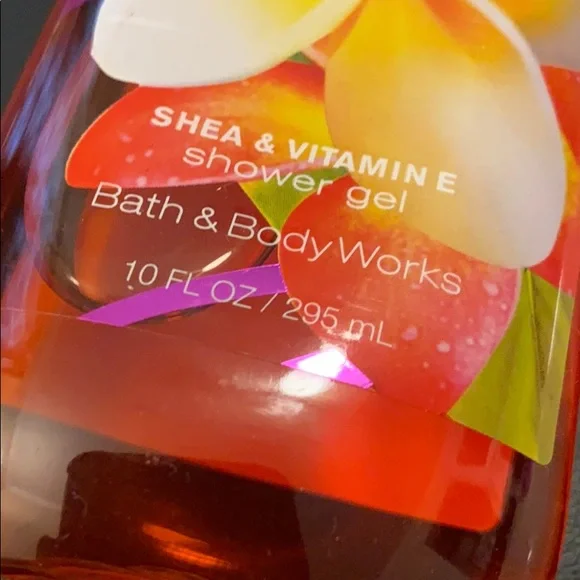 SHEA & VITAMIN E
shower gel
Bath & Body Works
10 FL OZ / 295 mL